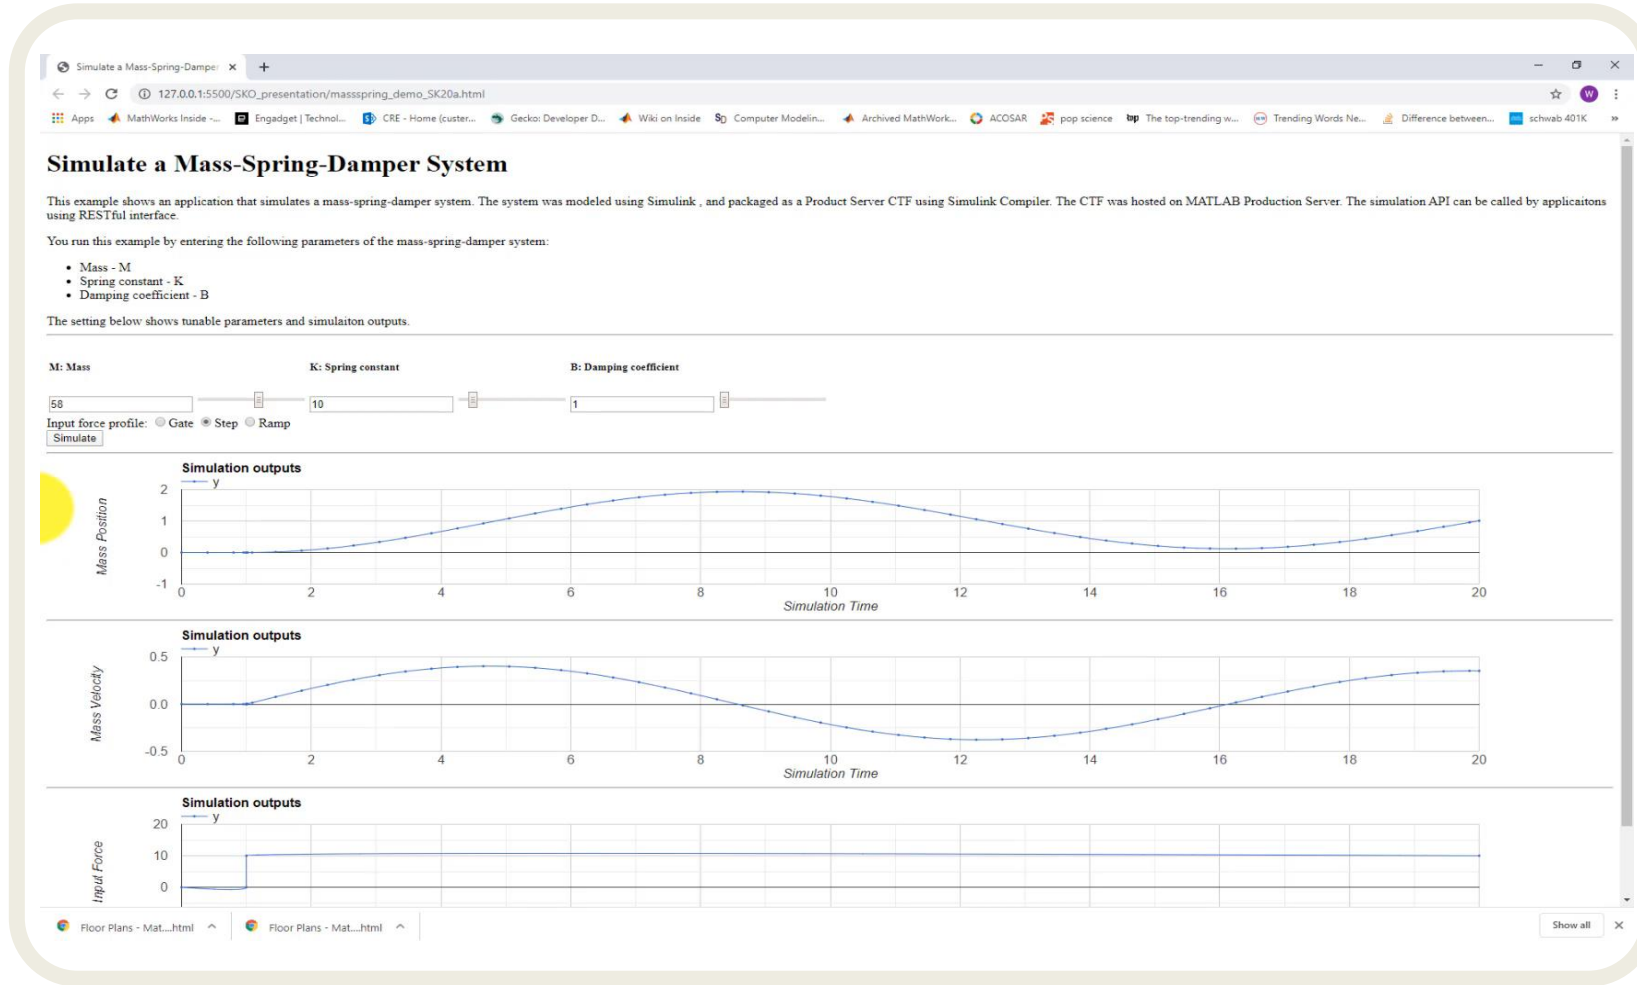 Simulate a Mass-Spring-Damper
127.0.0.1:5500/SKO_presentation/massspring_demo_SK20a.html
W
Apps MathWorks Inside -... Engadget | Technol... CRE - Home (custer... Gecko: Developer D... Wiki on Inside SD Computer Modelin... Archived MathWork... ACOSAR pop science top The top-trending w... Trending Words Ne... Difference between... schwab 401K »
Simulate a Mass-Spring-Damper System
This example shows an application that simulates a mass-spring-damper system. The system was modeled using Simulink , and packaged as a Product Server CTF using Simulink Compiler. The CTF was hosted on MATLAB Production Server. The simulation API can be called by applicaitons
using RESTful interface.
You run this example by entering the following parameters of the mass-spring-damper system:
• Mass - M
• Spring constant - K
• Damping coefficient - B
The setting below shows tunable parameters and simulaiton outputs.
M: Mass K: Spring constant B: Damping coefficient
58 10 1
Input force profile: Gate Step Ramp
Simulate
Simulation outputs
y
2
1
0
-1
Mass Position
0 2 4 6 8 10 12 14 16 18 20
Simulation Time
Simulation outputs
y
0.5
0.0
-0.5
Mass Velocity
0 2 4 6 8 10 12 14 16 18 20
Simulation Time
Simulation outputs
y
20
10
0
Input Force
Floor Plans - Mat....html Floor Plans - Mat....html Show all